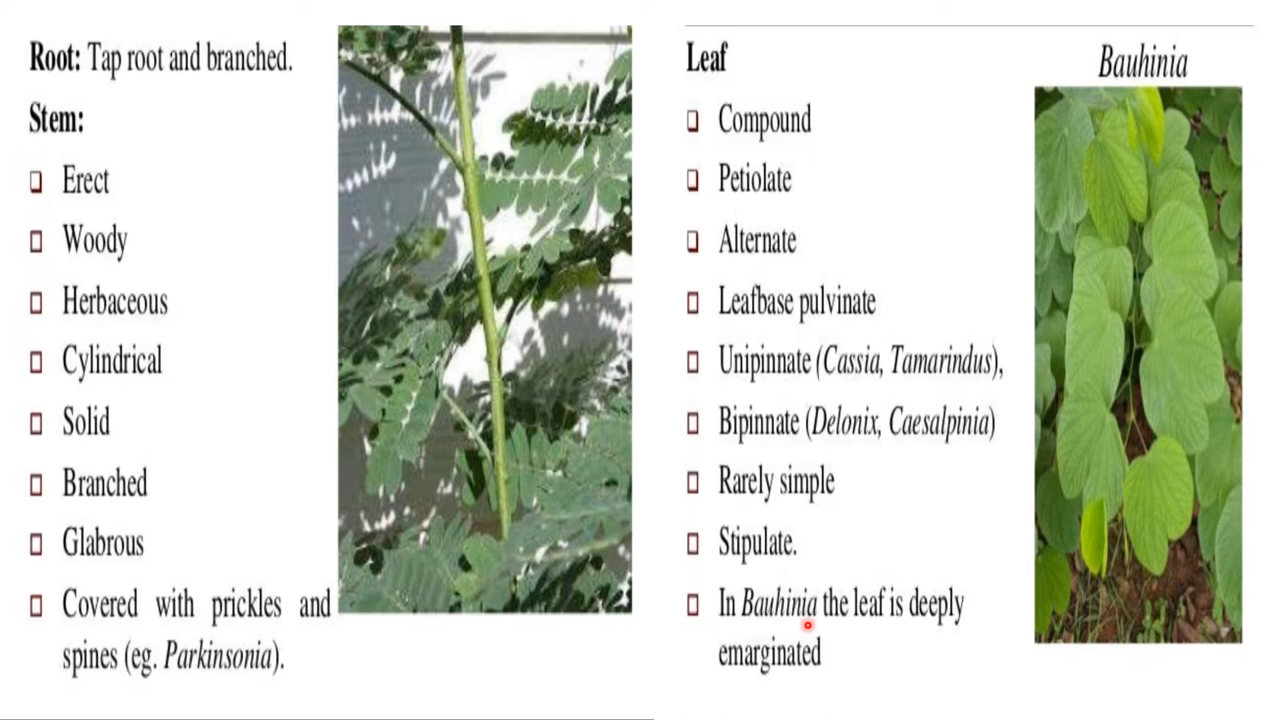 Root: Tap root and branched.
Stem:
Erect
Woody
Herbaceous
Cylindrical
Solid
Branched
Glabrous
Covered with prickles and
spines (eg. Parkinsonia).
Leaf
Compound
Petiolate
Alternate
Leafbase pulvinate
Unipinnate (Cassia, Tamarindus),
Bipinnate (Delonix, Caesalpinia)
Rarely simple
Stipulate.
In Bauhinia the leaf is deeply
emarginated
Bauhinia